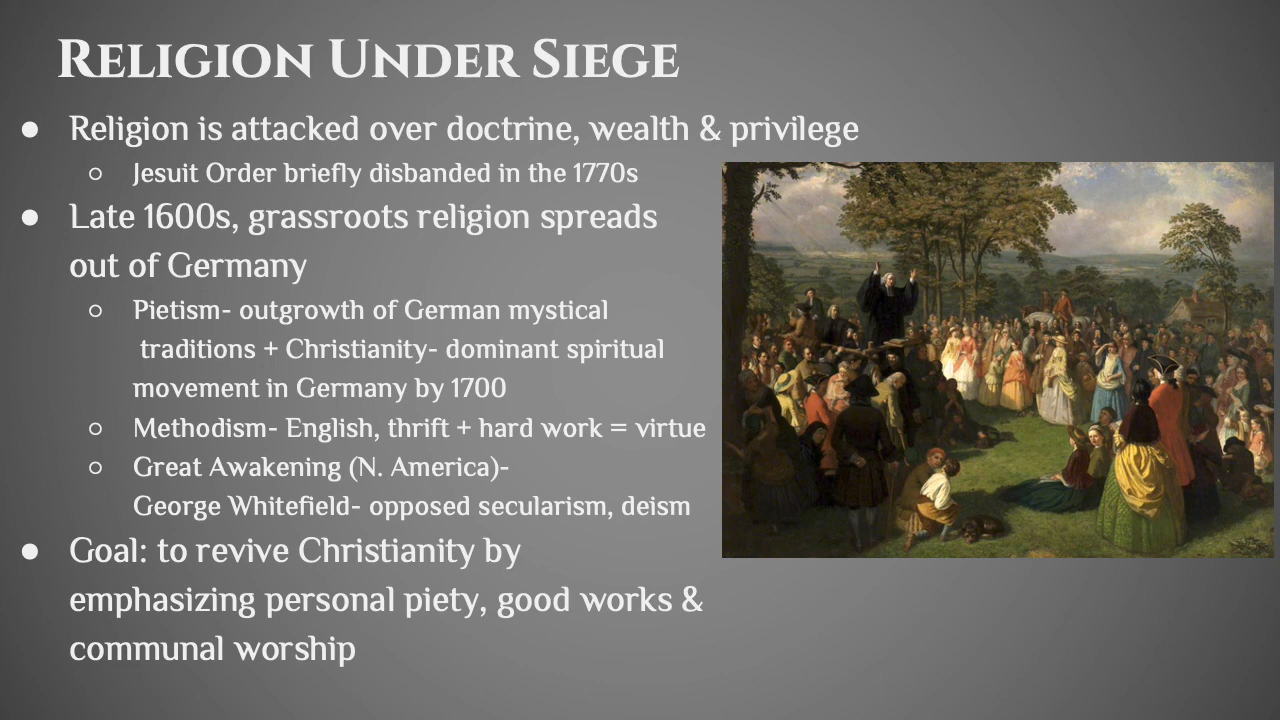 Religion Under Siege
● Religion is attacked over doctrine, wealth & privilege
○ Jesuit Order briefly disbanded in the 1770s
● Late 1600s, grassroots religion spreads
out of Germany
○ Pietism- outgrowth of German mystical
traditions + Christianity- dominant spiritual
movement in Germany by 1700
○ Methodism- English, thrift + hard work = virtue
○ Great Awakening (N. America)-
George Whitefield- opposed secularism, deism
● Goal: to revive Christianity by
emphasizing personal piety, good works &
communal worship